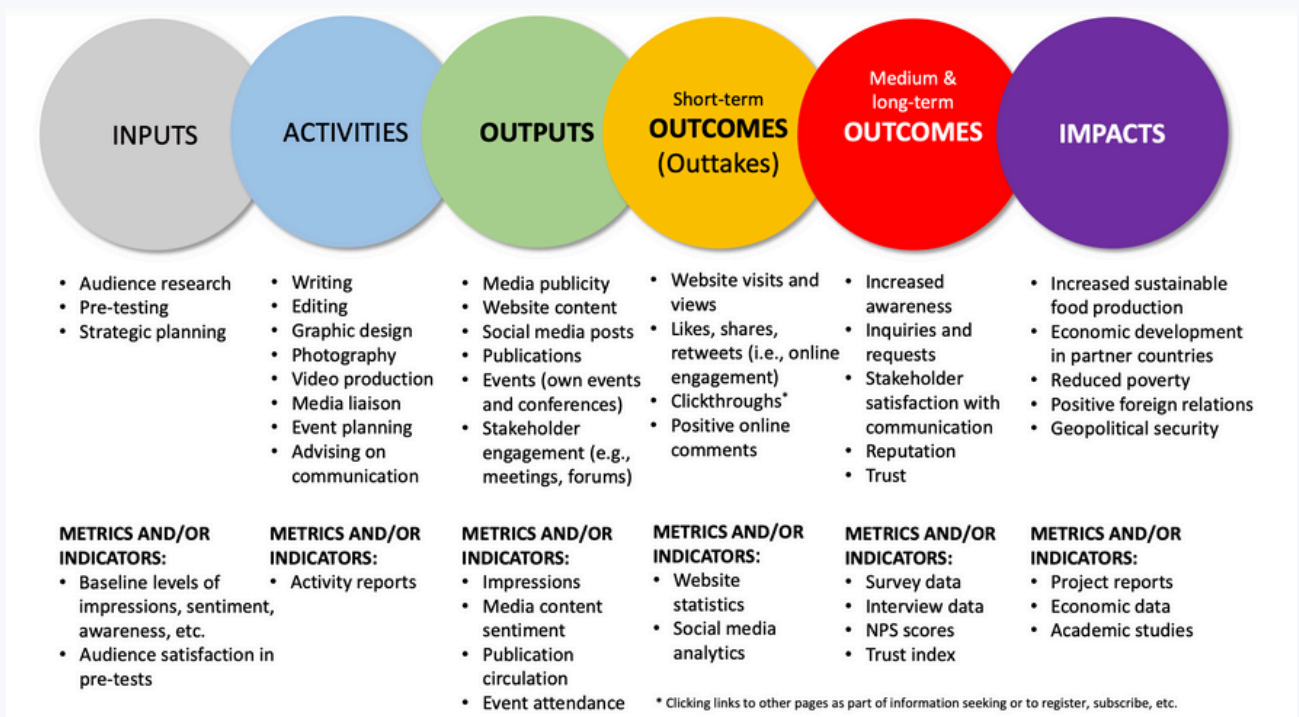 INPUTS
ACTIVITIES
OUTPUTS
Short-term
OUTCOMES
(Outtakes)
Medium &
long-term
OUTCOMES
IMPACTS
• Audience research
• Pre-testing
• Strategic planning
• Writing
• Editing
• Graphic design
• Photography
• Video production
• Media liaison
• Event planning
• Advising on
communication
• Media publicity
• Website content
• Social media posts
• Publications
• Events (own events
and conferences)
• Stakeholder
engagement (e.g.,
meetings, forums)
• Website visits and
views
• Likes, shares,
retweets (i.e., online
engagement)
• Clickthroughs*
• Positive online
comments
• Increased
awareness
• Inquiries and
requests
• Stakeholder
satisfaction with
communication
• Reputation
• Trust
• Increased sustainable
food production
• Economic development
in partner countries
• Reduced poverty
• Positive foreign relations
• Geopolitical security
METRICS AND/OR
INDICATORS:
• Baseline levels of
impressions, sentiment,
awareness, etc.
• Audience satisfaction in
pre-tests
METRICS AND/OR
INDICATORS:
• Activity reports
METRICS AND/OR
INDICATORS:
• Impressions
• Media content
sentiment
• Publication
circulation
• Event attendance
METRICS AND/OR
INDICATORS:
• Website
statistics
• Social media
analytics
METRICS AND/OR
INDICATORS:
• Survey data
• Interview data
• NPS scores
• Trust index
METRICS AND/OR
INDICATORS:
• Project reports
• Economic data
• Academic studies
* Clicking links to other pages as part of information seeking or to register, subscribe, etc.